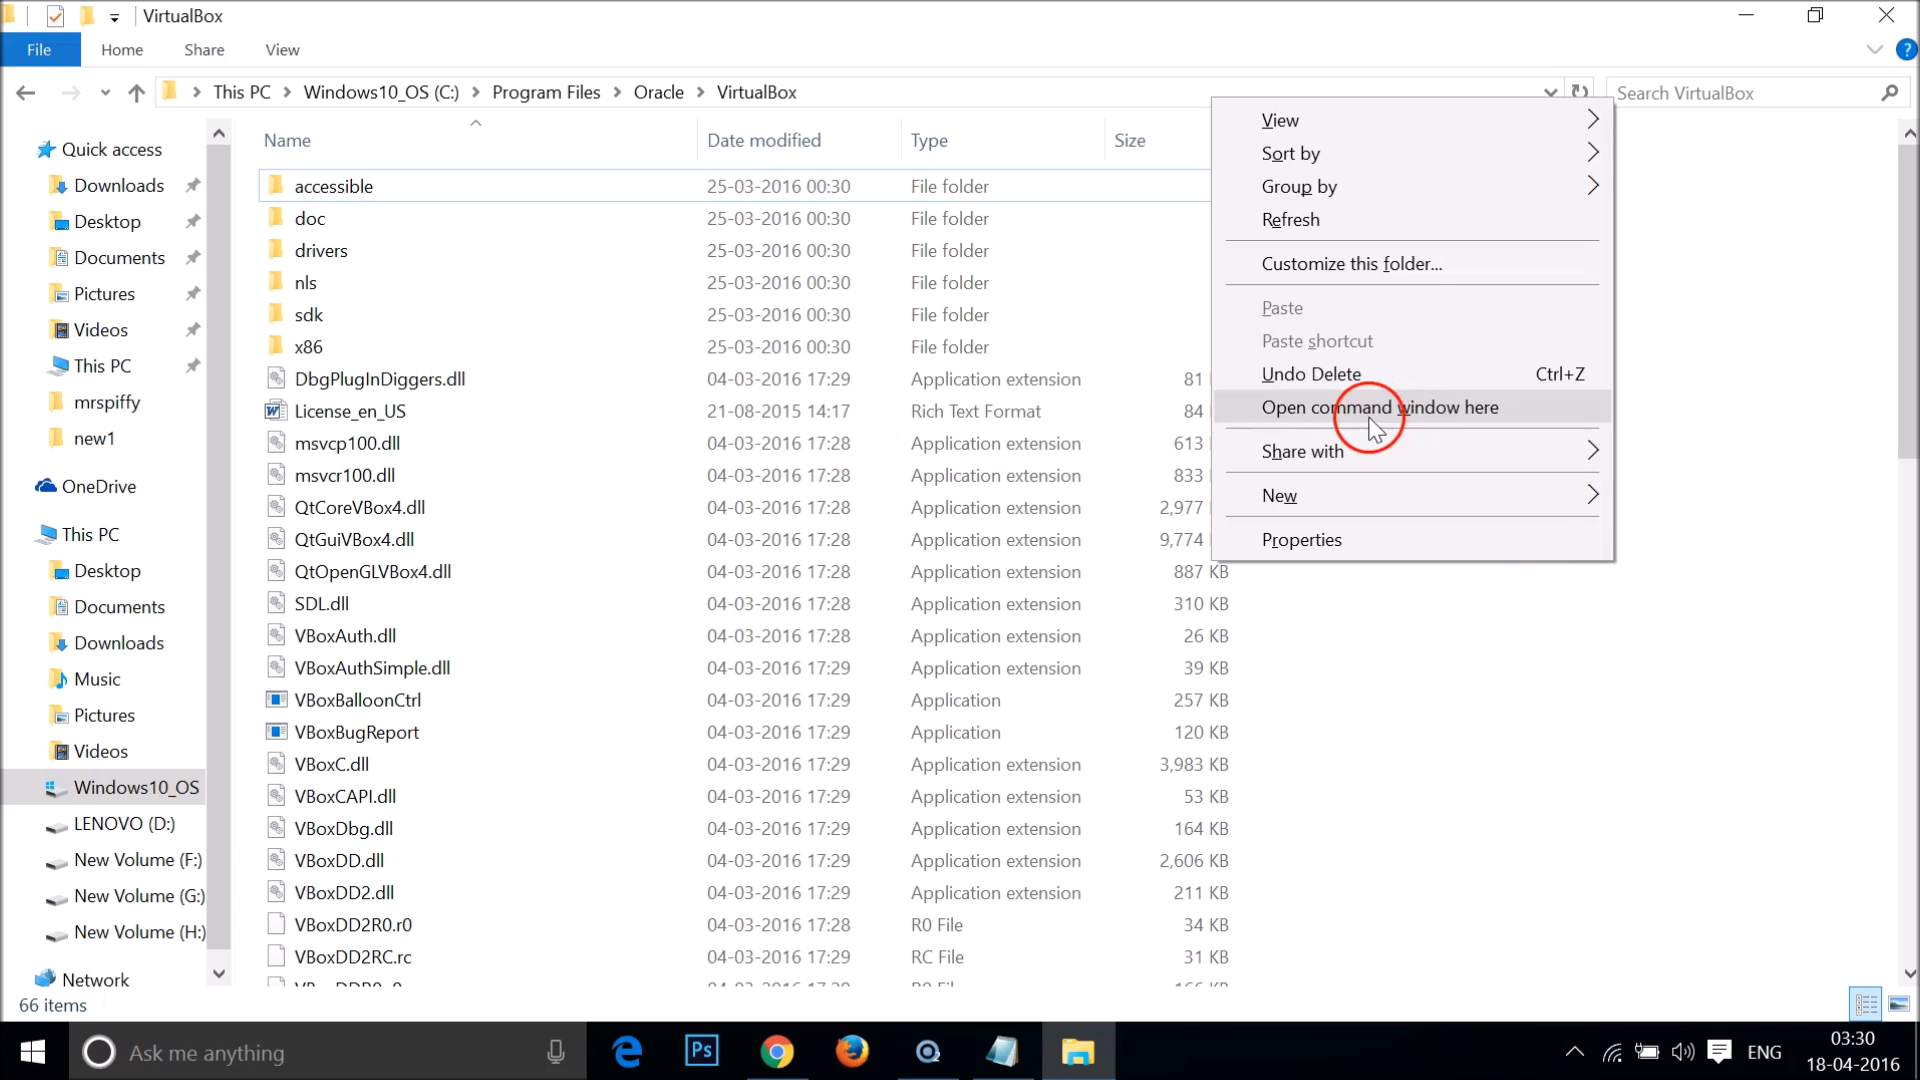 VirtualBox
File Home Share View
This PC Windows10_OS (C:) Program Files Oracle VirtualBox Search VirtualBox
Name Date modified Type Size
Quick access
Downloads
Desktop
Documents
Pictures
Videos
This PC
mrspiffy
new1
OneDrive
This PC
Desktop
Documents
Downloads
Music
Pictures
Videos
Windows10_OS
LENOVO (D:)
New Volume (F:)
New Volume (G:)
New Volume (H:)
Network
accessible 25-03-2016 00:30 File folder
doc 25-03-2016 00:30 File folder
drivers 25-03-2016 00:30 File folder
nls 25-03-2016 00:30 File folder
sdk 25-03-2016 00:30 File folder
x86 25-03-2016 00:30 File folder
DbgPlugInDiggers.dll 04-03-2016 17:29 Application extension 81
License_en_US 21-08-2015 14:17 Rich Text Format 84
msvcp100.dll 04-03-2016 17:29 Application extension 613
msvcr100.dll 04-03-2016 17:29 Application extension 833
QtCoreVBox4.dll 04-03-2016 17:28 Application extension 2,977
QtGuiVBox4.dll 04-03-2016 17:28 Application extension 9,774
QtOpenGLVBox4.dll 04-03-2016 17:28 Application extension 887 KB
SDL.dll 04-03-2016 17:28 Application extension 310 KB
VBoxAuth.dll 04-03-2016 17:28 Application extension 26 KB
VBoxAuthSimple.dll 04-03-2016 17:29 Application extension 39 KB
VBoxBalloonCtrl 04-03-2016 17:29 Application 257 KB
VBoxBugReport 04-03-2016 17:29 Application 120 KB
VBoxC.dll 04-03-2016 17:29 Application extension 3,983 KB
VBoxCAPI.dll 04-03-2016 17:29 Application extension 53 KB
VBoxDbg.dll 04-03-2016 17:29 Application extension 164 KB
VBoxDD.dll 04-03-2016 17:29 Application extension 2,606 KB
VBoxDD2.dll 04-03-2016 17:29 Application extension 211 KB
VBoxDD2R0.r0 04-03-2016 17:28 R0 File 34 KB
VBoxDD2RC.rc 04-03-2016 17:29 RC File 31 KB
View
Sort by
Group by
Refresh
Customize this folder...
Paste
Paste shortcut
Undo Delete Ctrl+Z
Open command window here
Share with
New
Properties
66 items
Ask me anything
Ps
ENG
03:30
18-04-2016